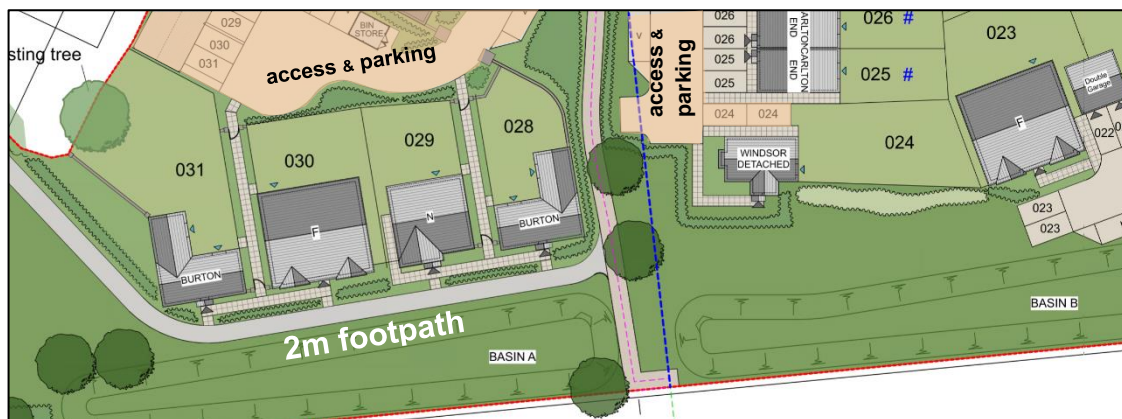 029
030
031
BIN
STORE
access & parking
sting tree
031
030
029
028
BURTON
F
N
BURTON
2m footpath
BASIN A
access &
parking
026
026
025
025
ARLTON
END
CARLTON
END
026 #
025 #
024
024
024
WINDSOR
DETACHED
023
F
Double
Garage
022
023
023
BASIN B